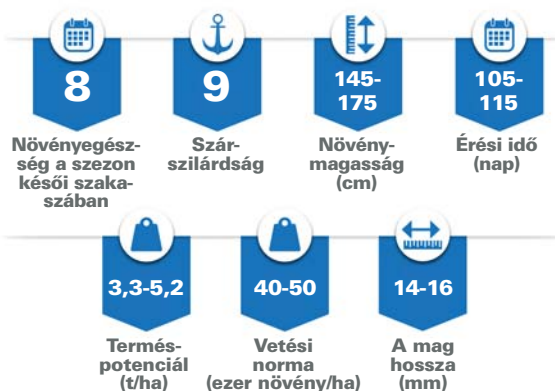 8
9
145-
175
105-
115
Növényegész-
ség a szezon
késői szaka-
szában
Szár-
szilárdság
Növény-
magasság
(cm)
Érési idő
(nap)
3,3-5,2
40-50
14-16
Termés-
potenciál
(t/ha)
Vetési
norma
(ezer növény/ha)
A mag
hossza
(mm)